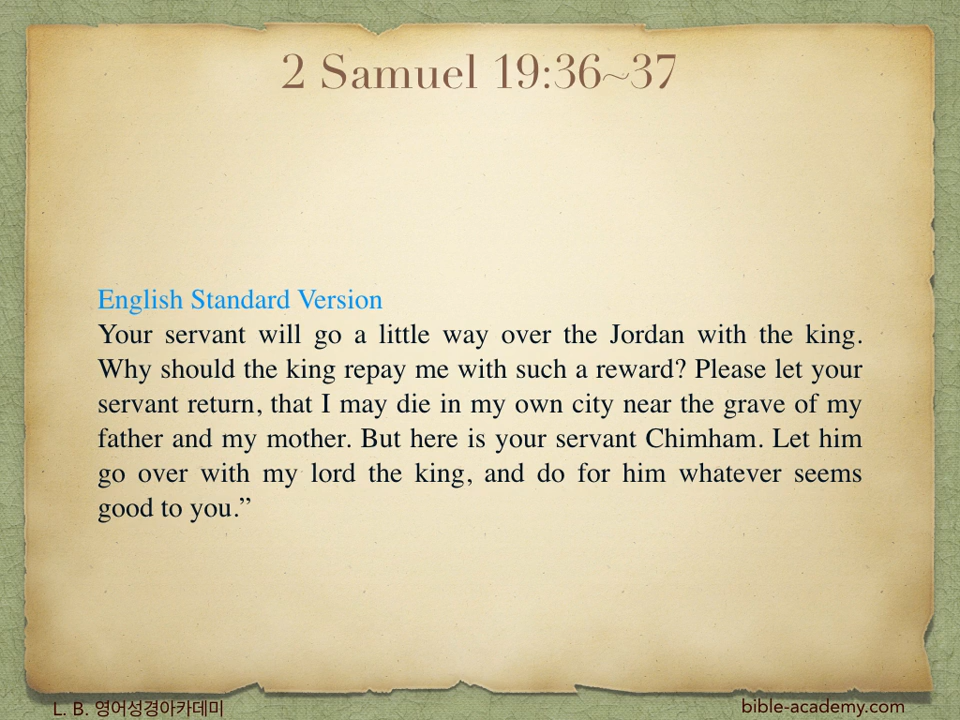 2 Samuel 19:36~37
English Standard Version
Your servant will go a little way over the Jordan with the king.
Why should the king repay me with such a reward? Please let your
servant return, that I may die in my own city near the grave of my
father and my mother. But here is your servant Chimham. Let him
go over with my lord the king, and do for him whatever seems
good to you.”
L. B. 영어성경아카데미
bible-academy.com